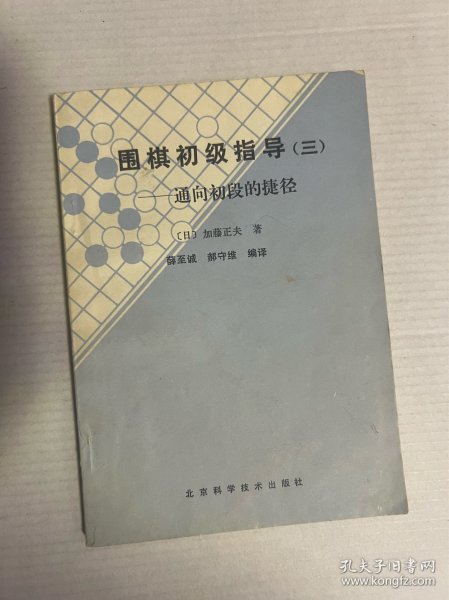 围棋初级指导(三)
——通向初段的捷径
〔日〕加藤正夫 著
薛至诚 郝守维 编译
北京科学技术出版社
孔夫子旧书网
www.kongfz.com